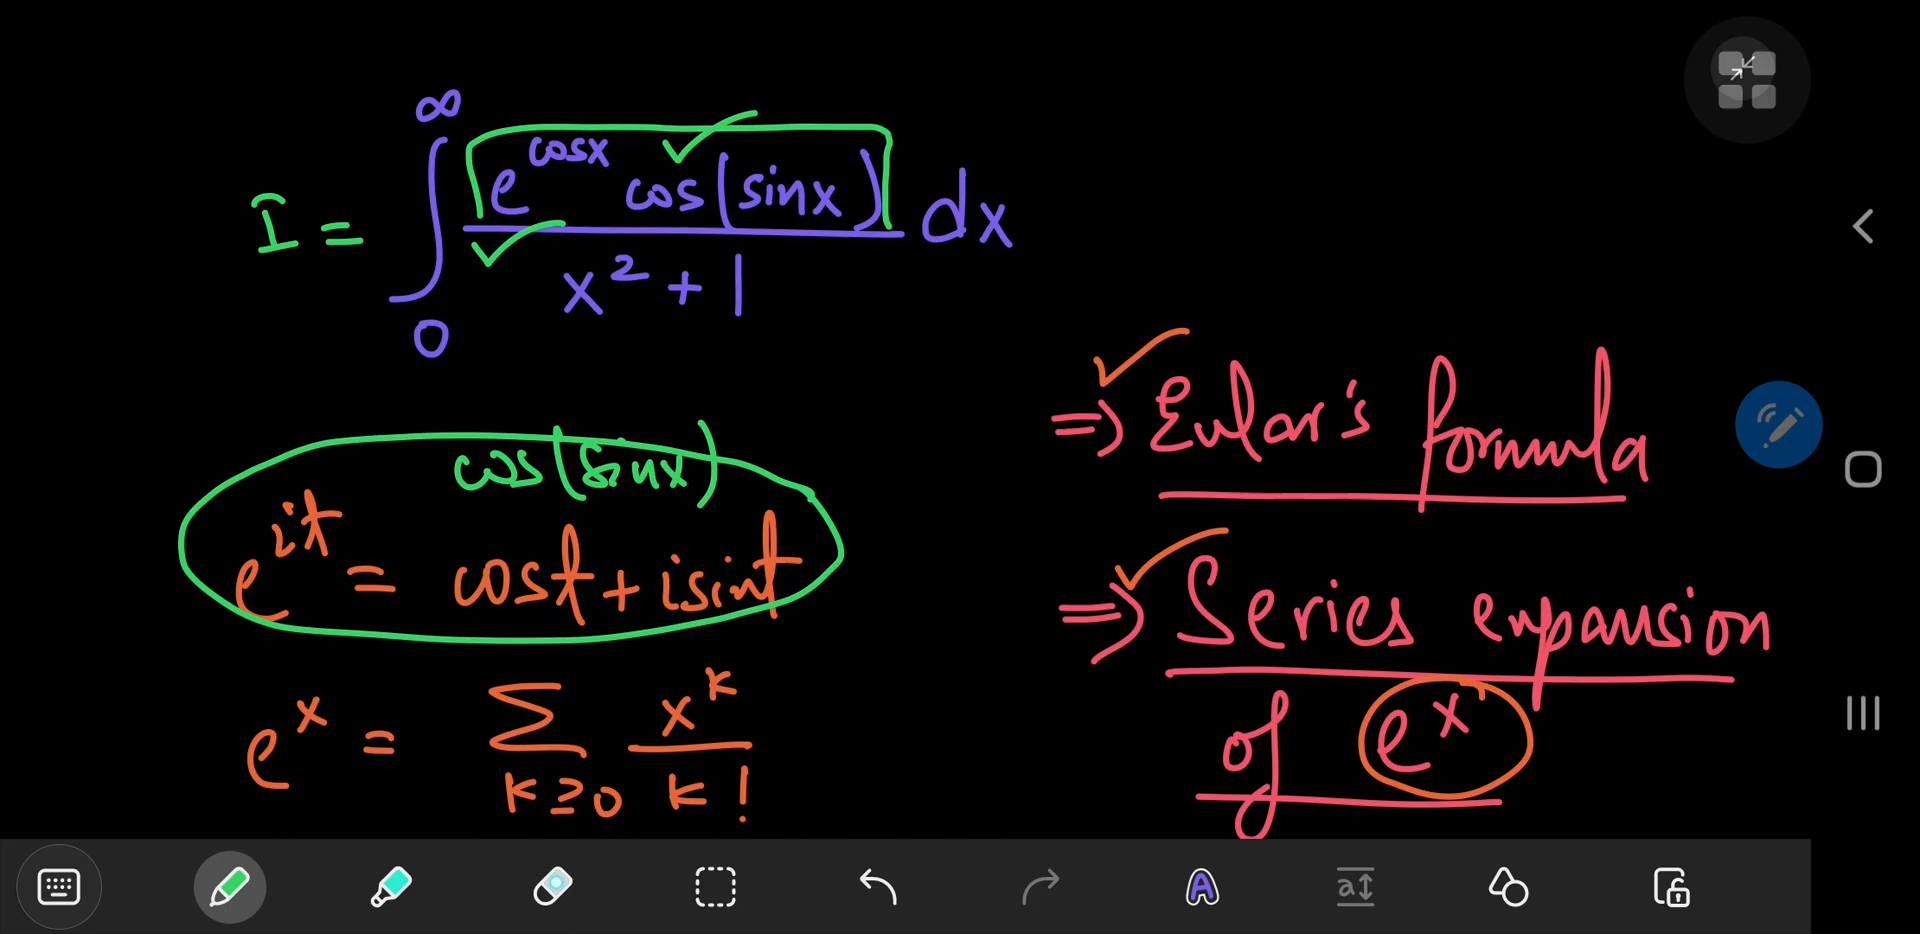 I = ∫₀^∞ e^{cosx} cos(sinx) / x² + 1 dx
⇒ Eular's formula
cos(sinx)
e^{it} = cost + isint
⇒ Series expansion
of e^x
e^x = Σ_{k≥0} x^k / k!